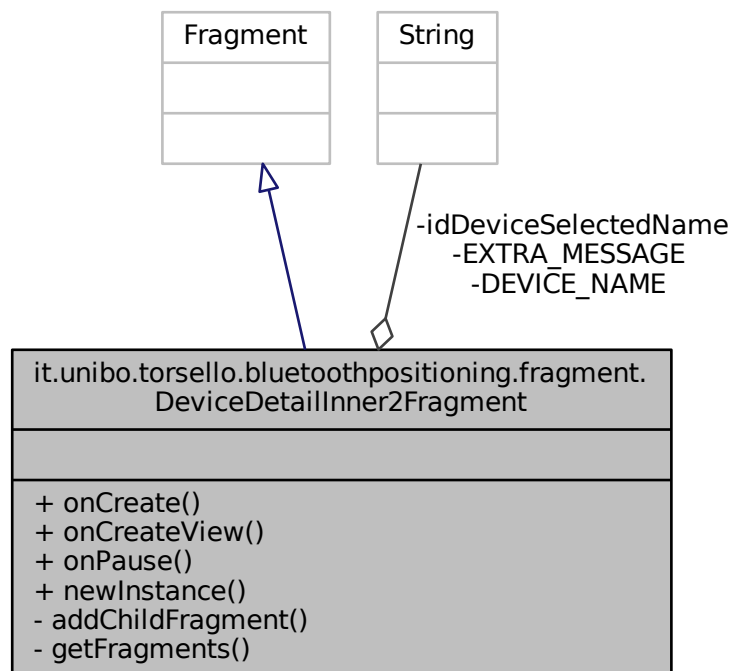 Fragment
String
-idDeviceSelectedName
-EXTRA_MESSAGE
-DEVICE_NAME
it.unibo.torsello.bluetoothpositioning.fragment.
DeviceDetailInner2Fragment
+ onCreate()
+ onCreateView()
+ onPause()
+ newInstance()
- addChildFragment()
- getFragments()